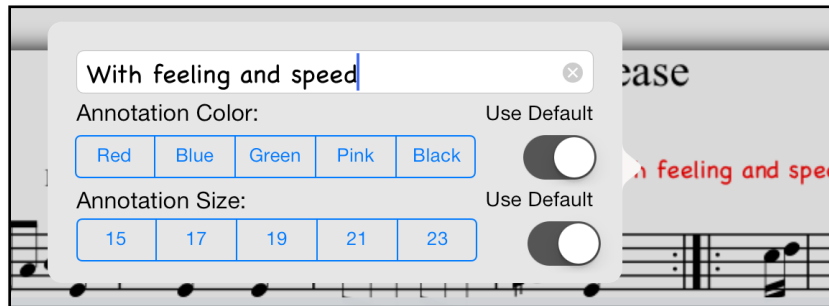 With feeling and speed
ease
Annotation Color:
Use Default
Red Blue Green Pink Black
feeling and spe
Annotation Size:
Use Default
15 17 19 21 23